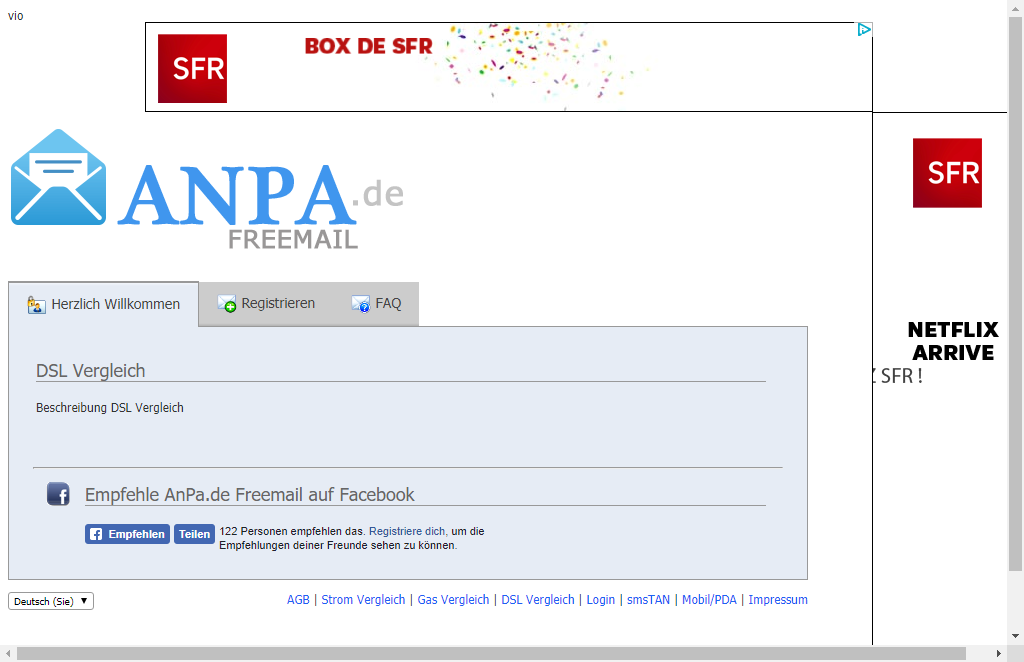 vio
SFR
BOX DE SFR
SFR
ANPA.de
FREEMAIL
Herzlich Willkommen
Registrieren
FAQ
NETFLIX
ARRIVE
SFR !
DSL Vergleich
Beschreibung DSL Vergleich
Empfehle AnPa.de Freemail auf Facebook
Empfehlen
Teilen
122 Personen empfehlen das. Registriere dich, um die
Empfehlungen deiner Freunde sehen zu können.
Deutsch (Sie)
AGB | Strom Vergleich | Gas Vergleich | DSL Vergleich | Login | smsTAN | Mobil/PDA | Impressum